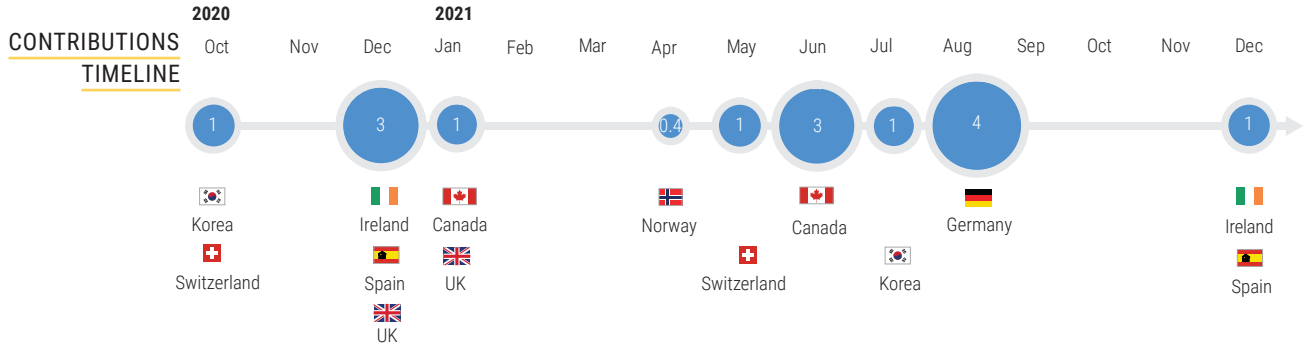 2020 2021
CONTRIBUTIONS
TIMELINE
Oct Nov Dec Jan Feb Mar Apr May Jun Jul Aug Sep Oct Nov Dec
1 3 1 0.4 1 3 1 4 1
Korea Ireland Canada Norway Canada Germany Ireland
Switzerland Spain UK Switzerland Korea Spain
UK